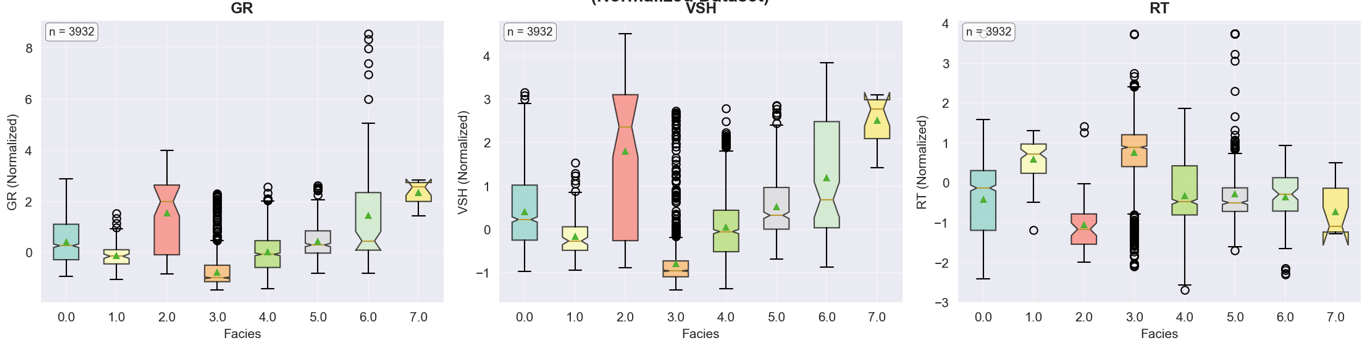 (Normalized Dataset)
GR
VSH
RT
n = 3932
n = 3932
n = 3932
GR (Normalized)
8
6
4
2
0
0.0 1.0 2.0 3.0 4.0 5.0 6.0 7.0
Facies
VSH (Normalized)
4
3
2
1
0
−1
0.0 1.0 2.0 3.0 4.0 5.0 6.0 7.0
Facies
RT (Normalized)
4
3
2
1
0
−1
−2
−3
0.0 1.0 2.0 3.0 4.0 5.0 6.0 7.0
Facies